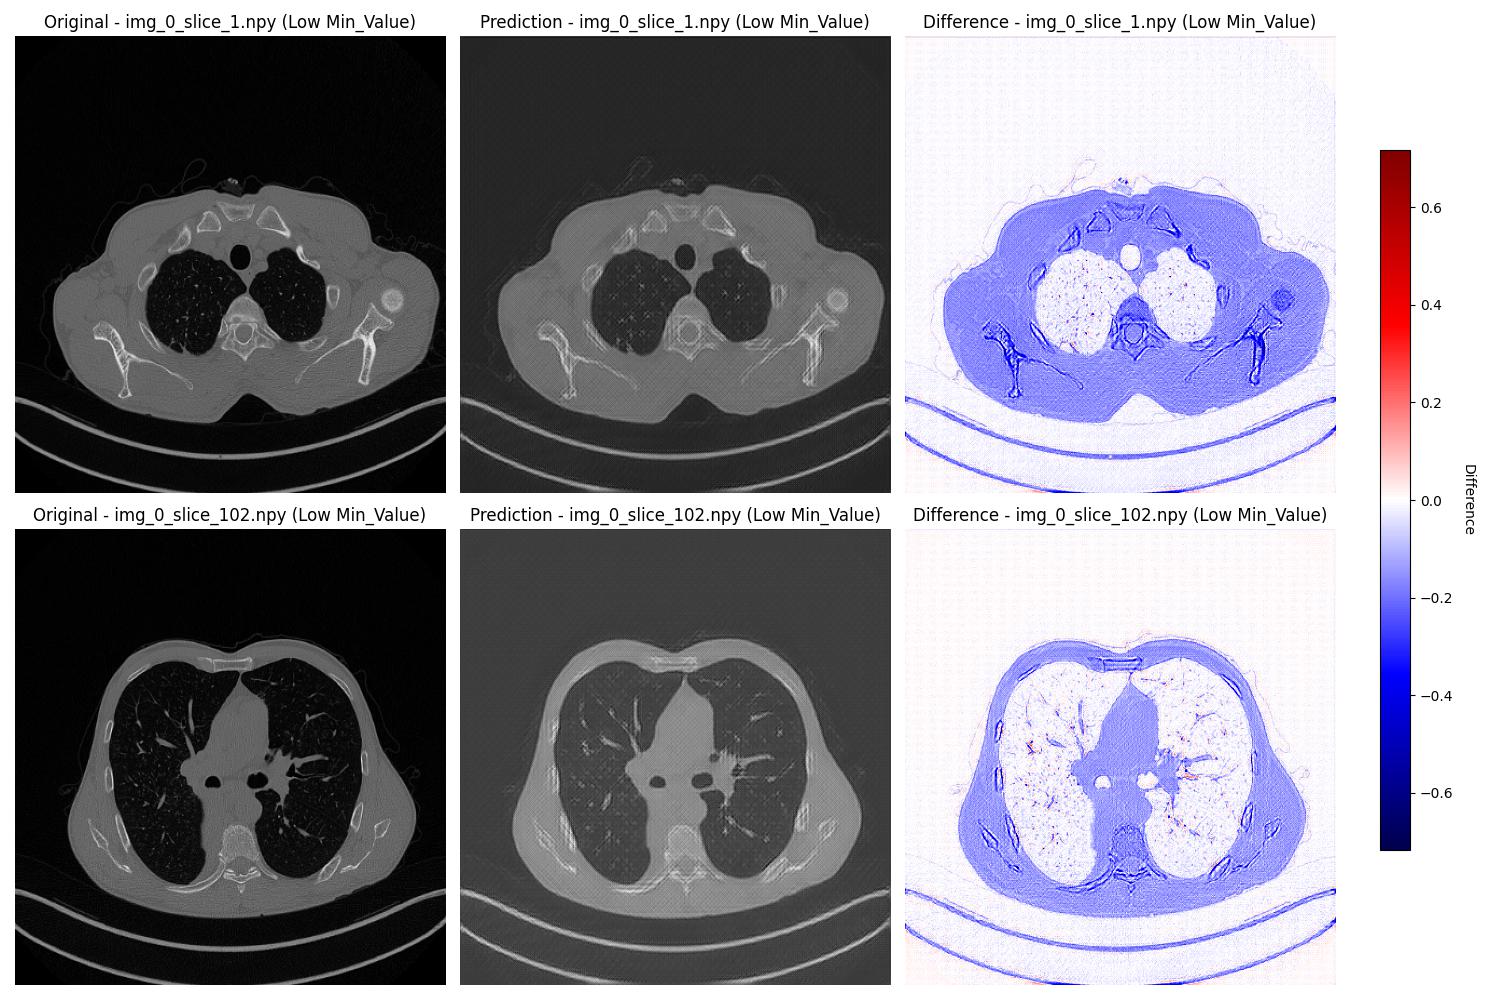 Original - img_0_slice_1.npy (Low Min_Value)
Prediction - img_0_slice_1.npy (Low Min_Value)
Difference - img_0_slice_1.npy (Low Min_Value)
0.6
0.4
0.2
0.0
−0.2
−0.4
−0.6
Difference
Original - img_0_slice_102.npy (Low Min_Value)
Prediction - img_0_slice_102.npy (Low Min_Value)
Difference - img_0_slice_102.npy (Low Min_Value)